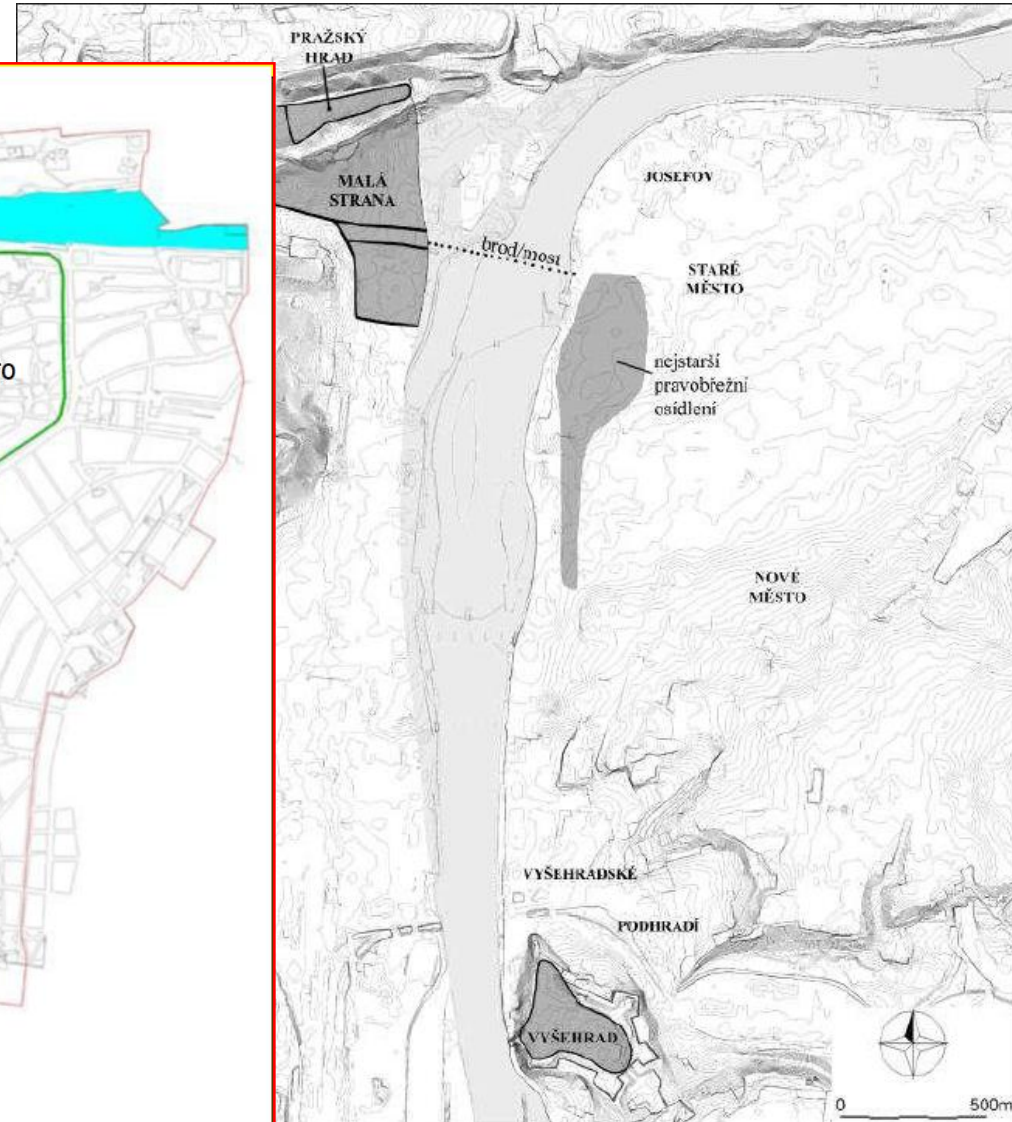 PRAŽSKÝ
HRAD
MALÁ
STRANA
JOSEFOV
brod/most
STARÉ
MĚSTO
nejstarší
pravobřežní
osídlení
NOVÉ
MĚSTO
VYŠEHRADSKÉ
PODHRADÍ
VYŠEHRAD
0 500m